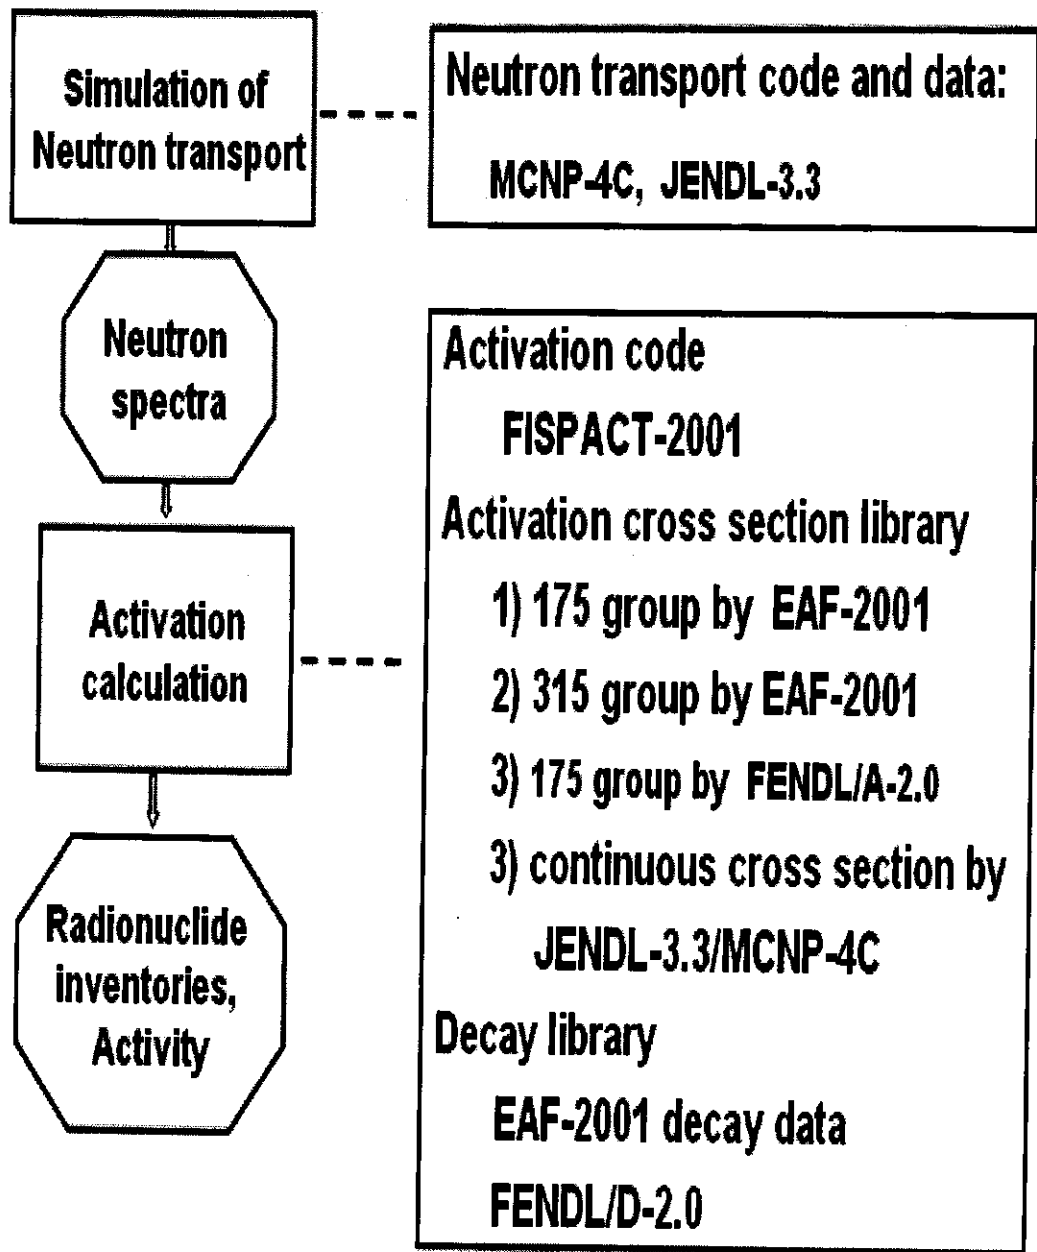 Simulation of
Neutron transport
Neutron transport code and data:
MCNP-4C, JENDL-3.3
Neutron
spectra
Activation
calculation
Radionuclide
inventories,
Activity
Activation code
FISPACT-2001
Activation cross section library
1) 175 group by EAF-2001
2) 315 group by EAF-2001
3) 175 group by FENDL/A-2.0
3) continuous cross section by
JENDL-3.3/MCNP-4C
Decay library
EAF-2001 decay data
FENDL/D-2.0